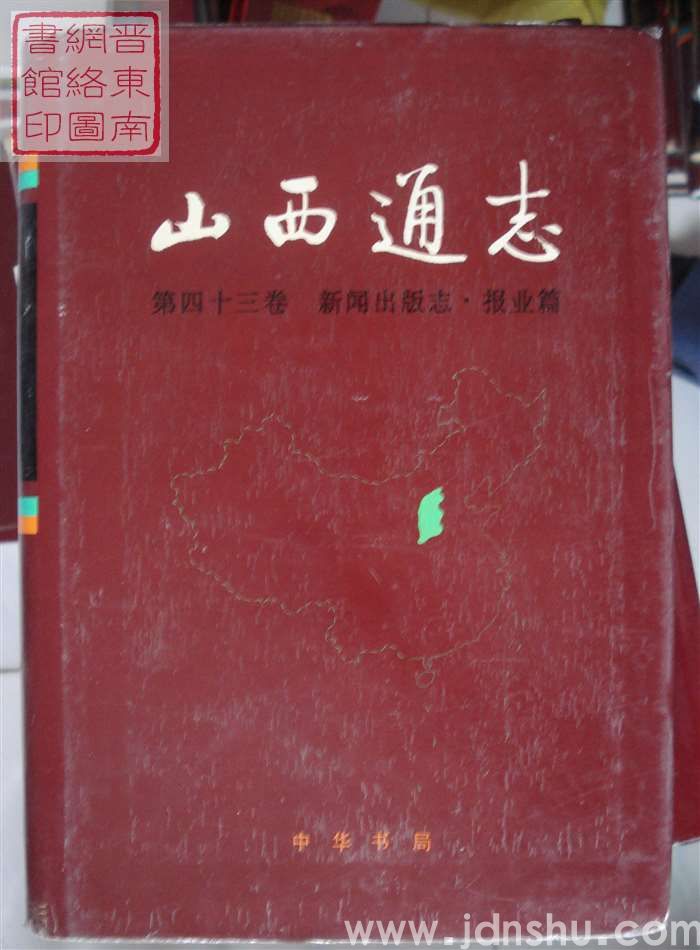 晋東南
網絡圖
書館印
山西通志
第四十三卷 新闻出版志·报业篇
中华书局
www.jdnshu.com